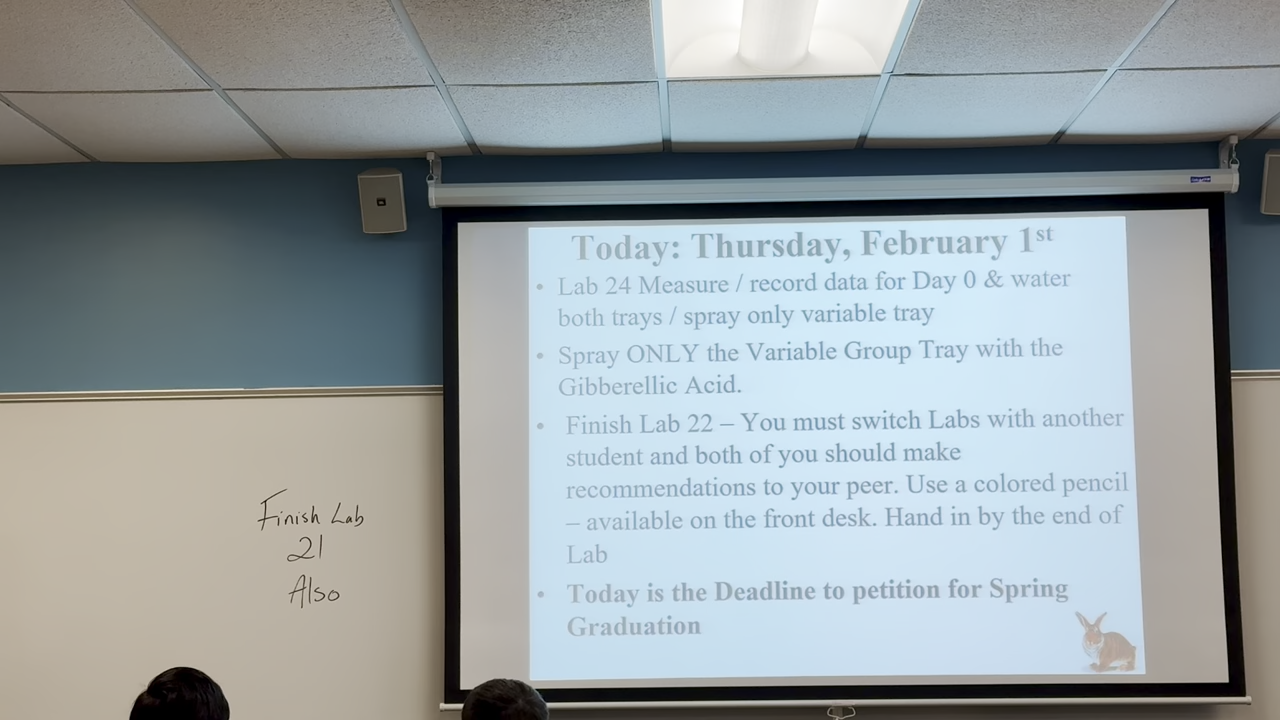 Today: Thursday, February 1st
• Lab 24 Measure / record data for Day 0 & water
both trays / spray only variable tray
• Spray ONLY the Variable Group Tray with the
Gibberellic Acid.
• Finish Lab 22 – You must switch Labs with another
student and both of you should make
recommendations to your peer. Use a colored pencil
– available on the front desk. Hand in by the end of
Lab
• Today is the Deadline to petition for Spring
Graduation
Finish Lab
21
Also